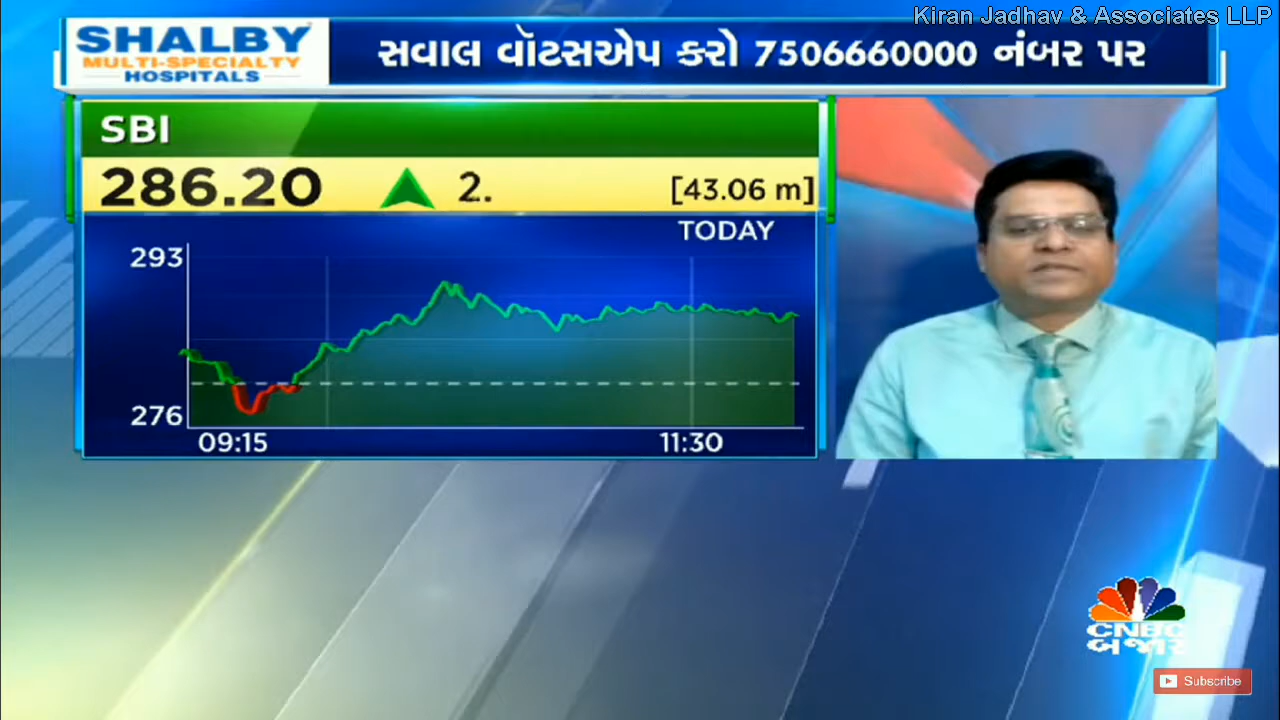 Kiran Jadhav & Associates LLP
SHALBY
MULTI-SPECIALTY
HOSPITALS
સવાલ વૉટસએપ કરો 7506660000 નંબર પર
SBI
286.20 2. [43.06 m]
TODAY
293
276
09:15 11:30
CNBC
બજાર
Subscribe